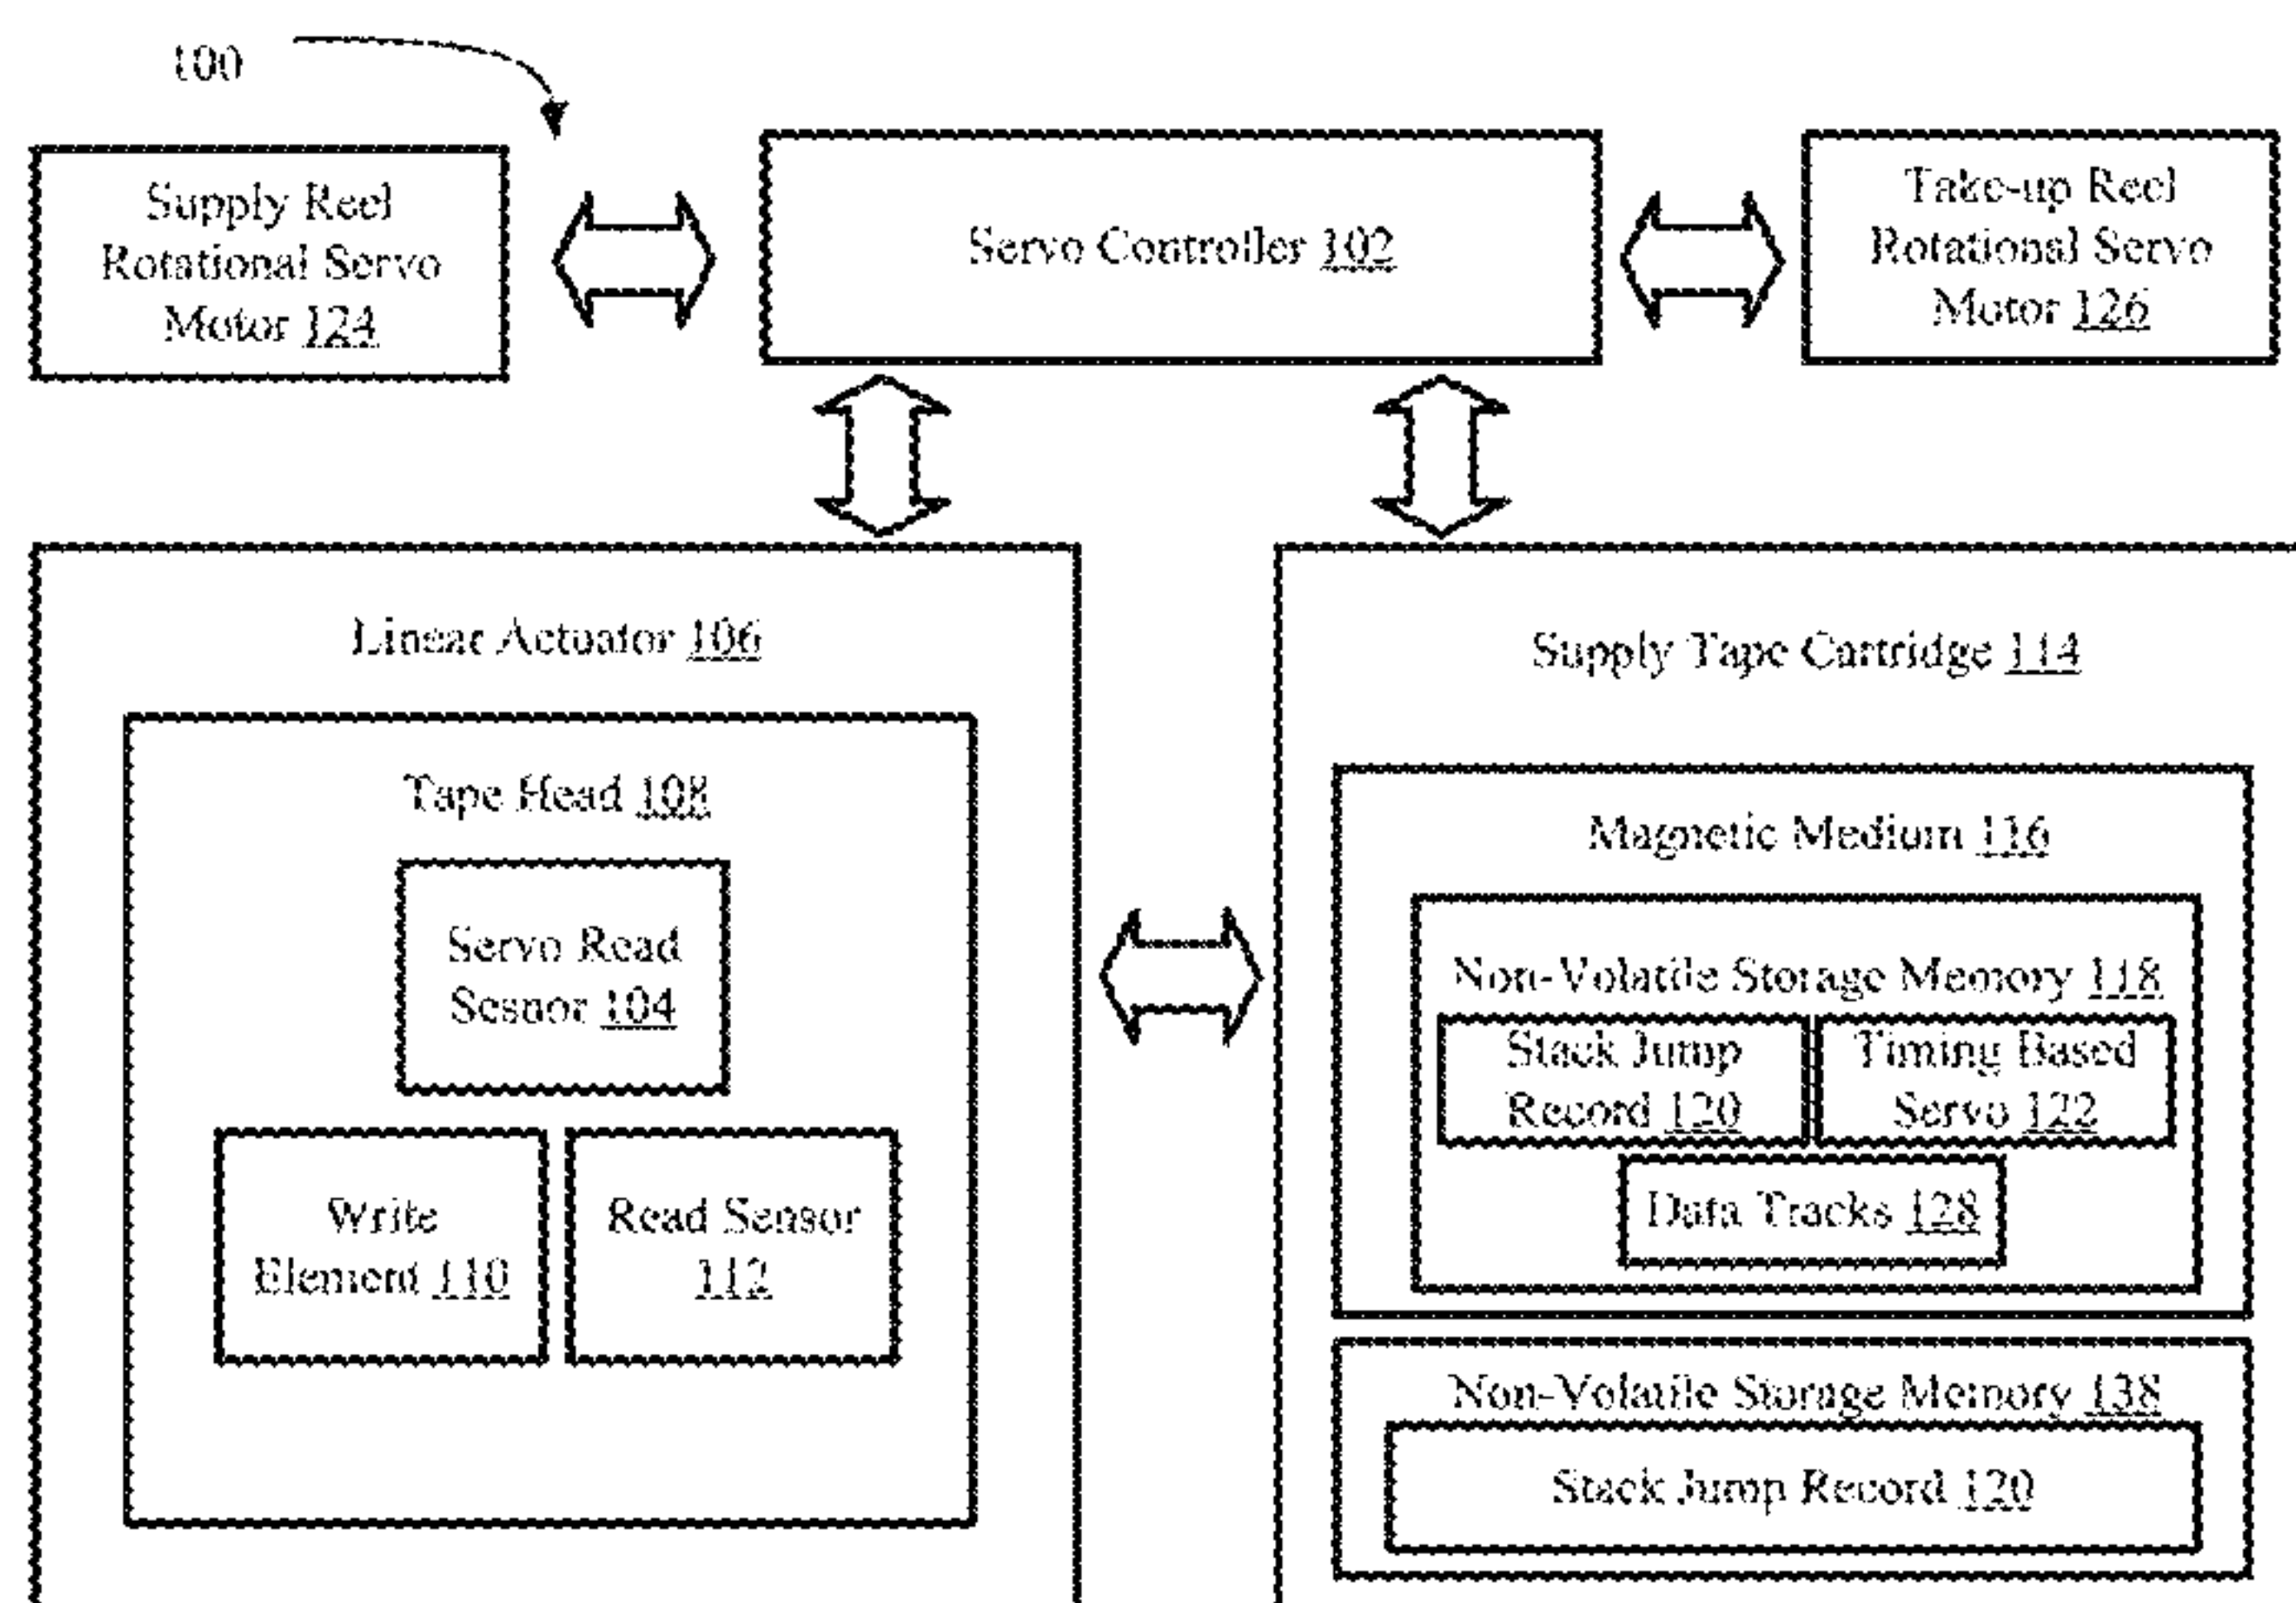 100
Supply Reel
Rotational Servo
Motor 124
Servo Controller 102
Take-up Reel
Rotational Servo
Motor 126
Linear Actuator 106
Tape Head 108
Servo Read
Sesnor 104
Write
Element 110
Read Sensor
112
Supply Tape Cartridge 114
Magnetic Medium 116
Non-Volatile Storage Memory 118
Stack Jump
Record 120
Timing Based
Servo 122
Data Tracks 128
Non-Volatile Storage Memory 138
Stack Jump Record 120